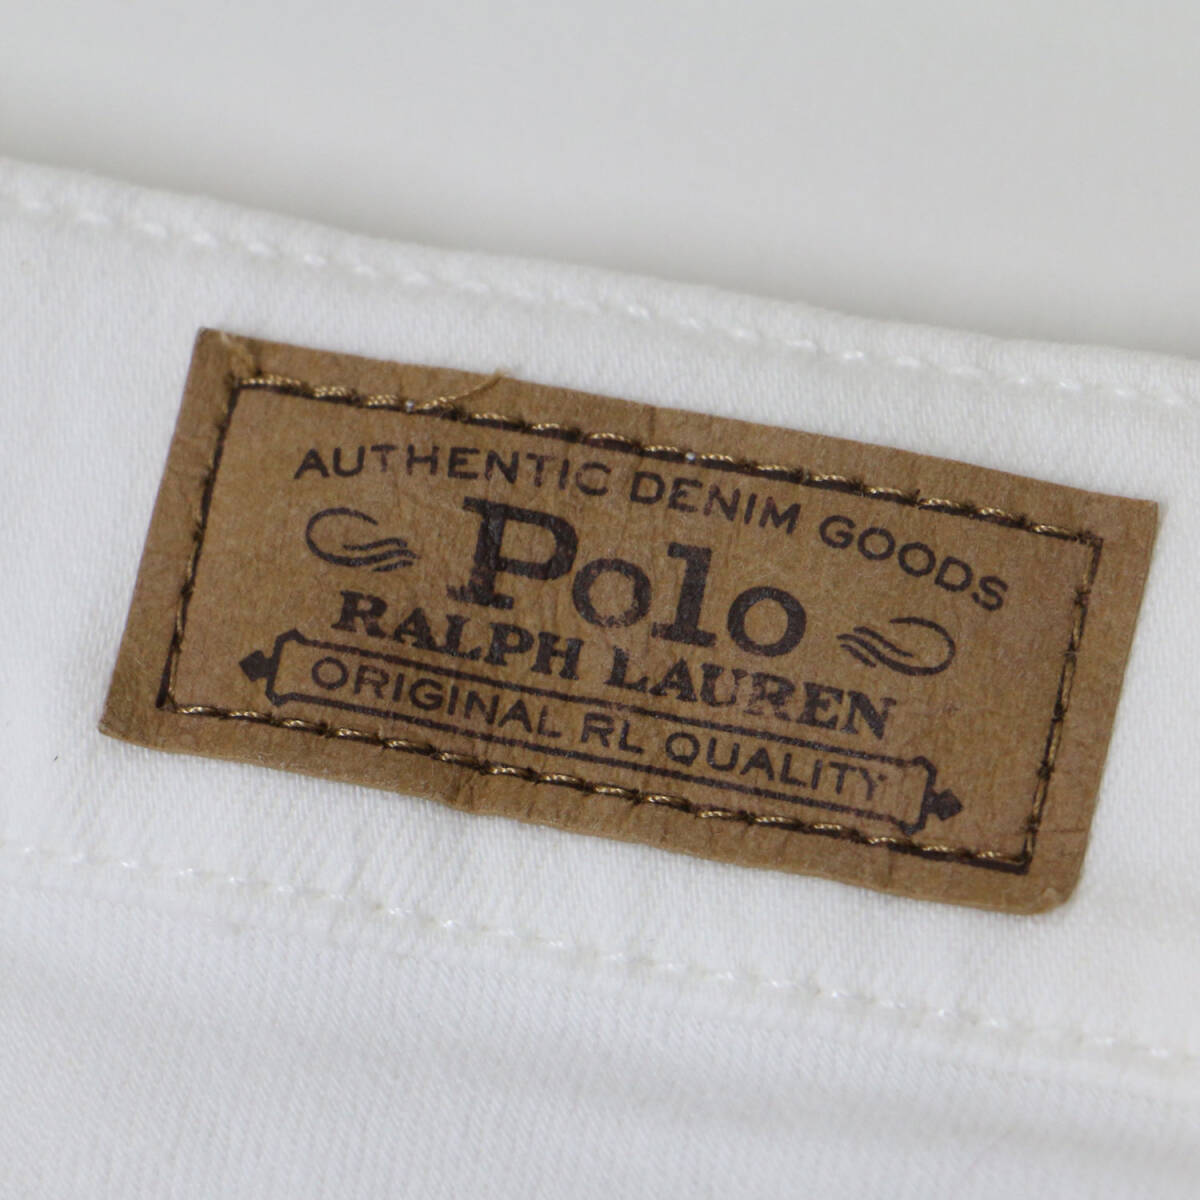 AUTHENTIC DENIM GOODS
Polo
RALPH LAUREN
ORIGINAL RL QUALITY